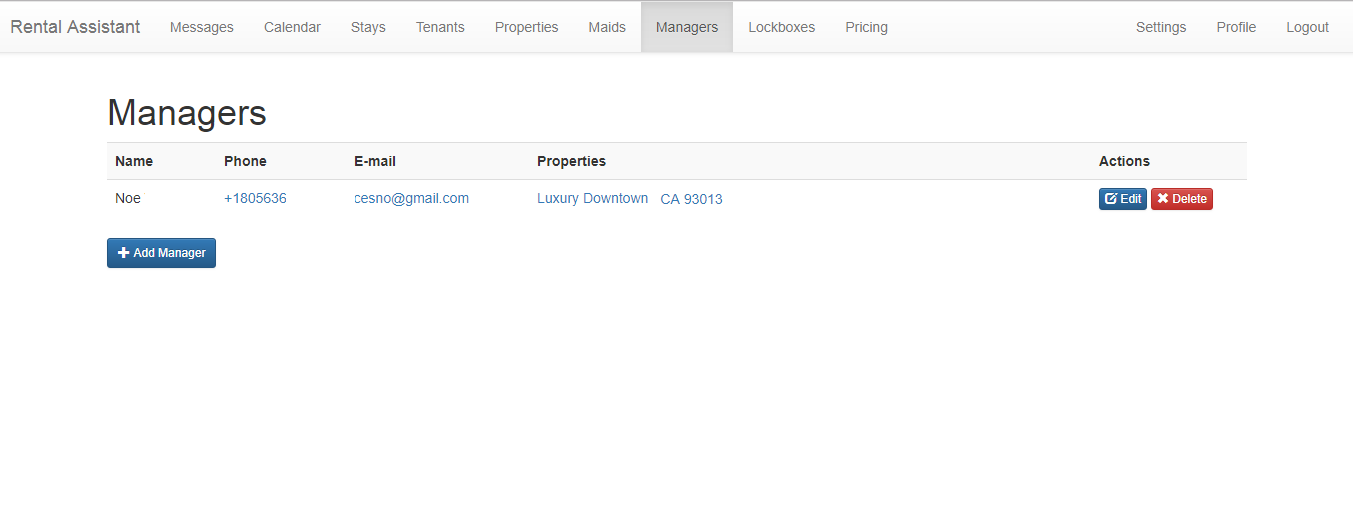 Rental Assistant Messages Calendar Stays Tenants Properties Maids Managers Lockboxes Pricing Settings Profile Logout
Managers
Name Phone E-mail Properties Actions
Noe +1805636 cesno@gmail.com Luxury Downtown CA 93013 Edit Delete
Add Manager